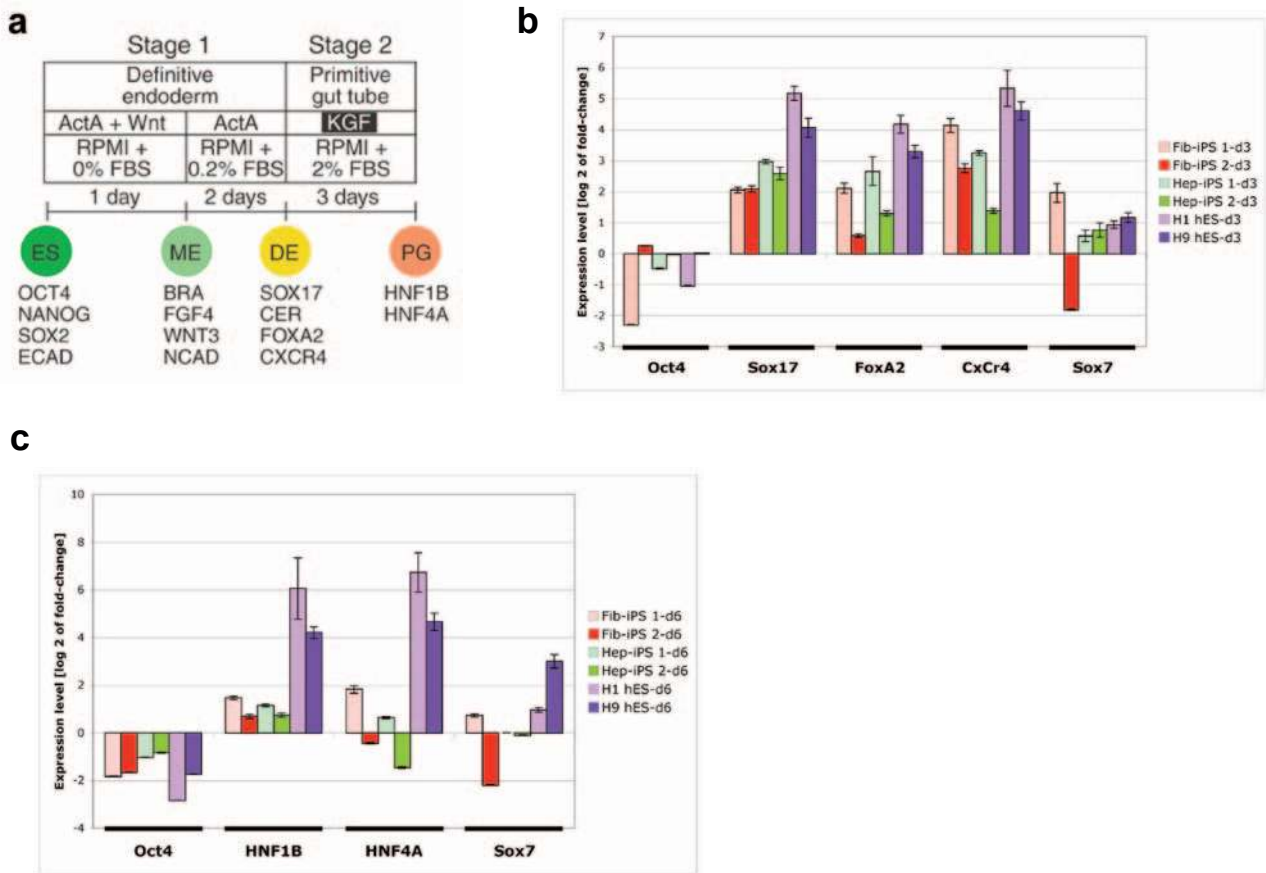 a
Stage 1 Stage 2
Definitive endoderm Primitive gut tube
ActA + Wnt ActA KGF
RPMI + 0% FBS RPMI + 0.2% FBS RPMI + 2% FBS
1 day 2 days 3 days
ES ME DE PG
OCT4 BRA SOX17 HNF1B
NANOG FGF4 CER HNF4A
SOX2 WNT3 FOXA2
ECAD NCAD CXCR4
b
Expression level [log 2 of fold-change]
7
6
5
4
3
2
1
0
-1
-2
-3
Oct4 Sox17 FoxA2 CxCr4 Sox7
Fib-iPS 1-d3
Fib-iPS 2-d3
Hep-iPS 1-d3
Hep-iPS 2-d3
H1 hES-d3
H9 hES-d3
c
Expression level [log 2 of fold-change]
10
8
6
4
2
0
-2
-4
Oct4 HNF1B HNF4A Sox7
Fib-iPS 1-d6
Fib-iPS 2-d6
Hep-iPS 1-d6
Hep-iPS 2-d6
H1 hES-d6
H9 hES-d6